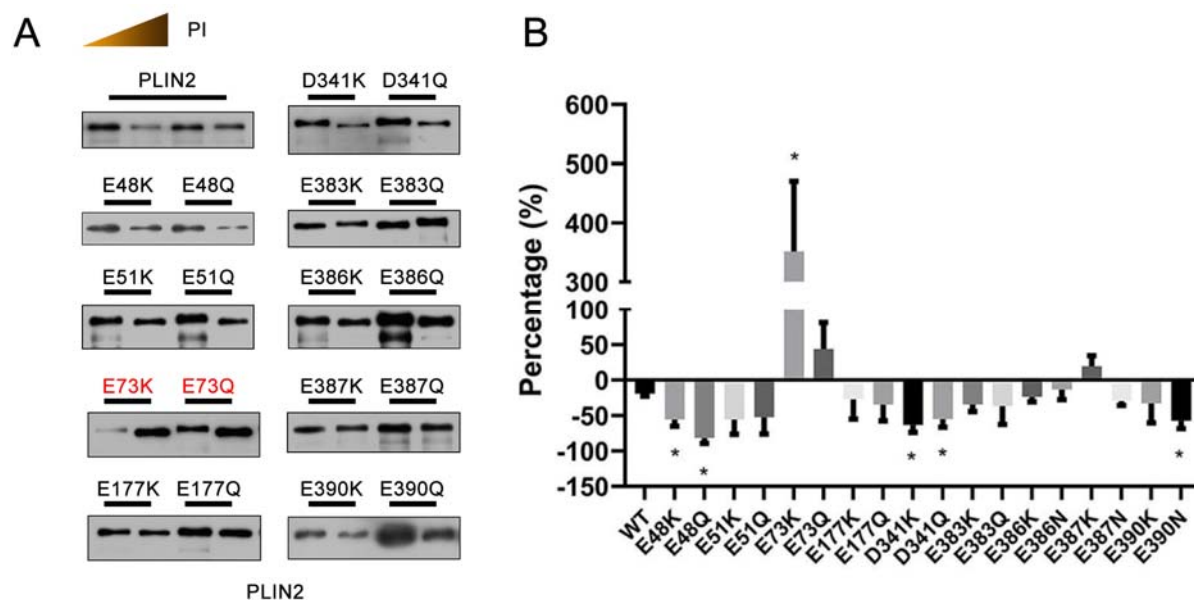 A
PI
PLIN2
D341K D341Q
E48K E48Q
E383K E383Q
E51K E51Q
E386K E386Q
E73K E73Q
E387K E387Q
E177K E177Q
E390K E390Q
PLIN2
B
Percentage (%)
600
500
400
300
100
50
0
-50
-100
-150
*
*
*
*
*
*
WT
E48K
E48Q
E51K
E51Q
E73K
E73Q
E177K
E177Q
D341K
D341Q
E383K
E383Q
E386K
E386N
E387K
E387N
E390K
E390N